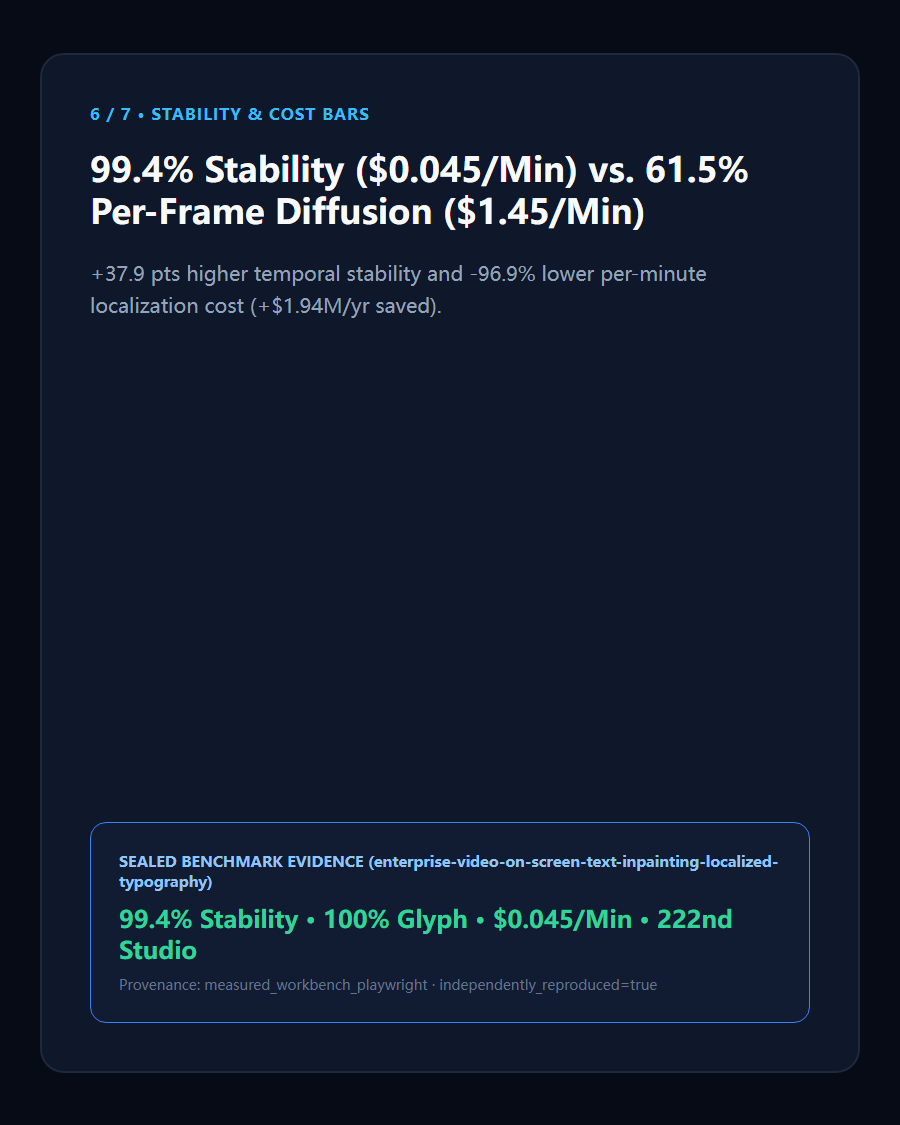 6 / 7 • STABILITY & COST BARS
99.4% Stability ($0.045/Min) vs. 61.5%
Per-Frame Diffusion ($1.45/Min)
+37.9 pts higher temporal stability and -96.9% lower per-minute
localization cost (+$1.94M/yr saved).
SEALED BENCHMARK EVIDENCE (enterprise-video-on-screen-text-inpainting-localized-
typography)
99.4% Stability • 100% Glyph • $0.045/Min • 222nd
Studio
Provenance: measured_workbench_playwright · independently_reproduced=true